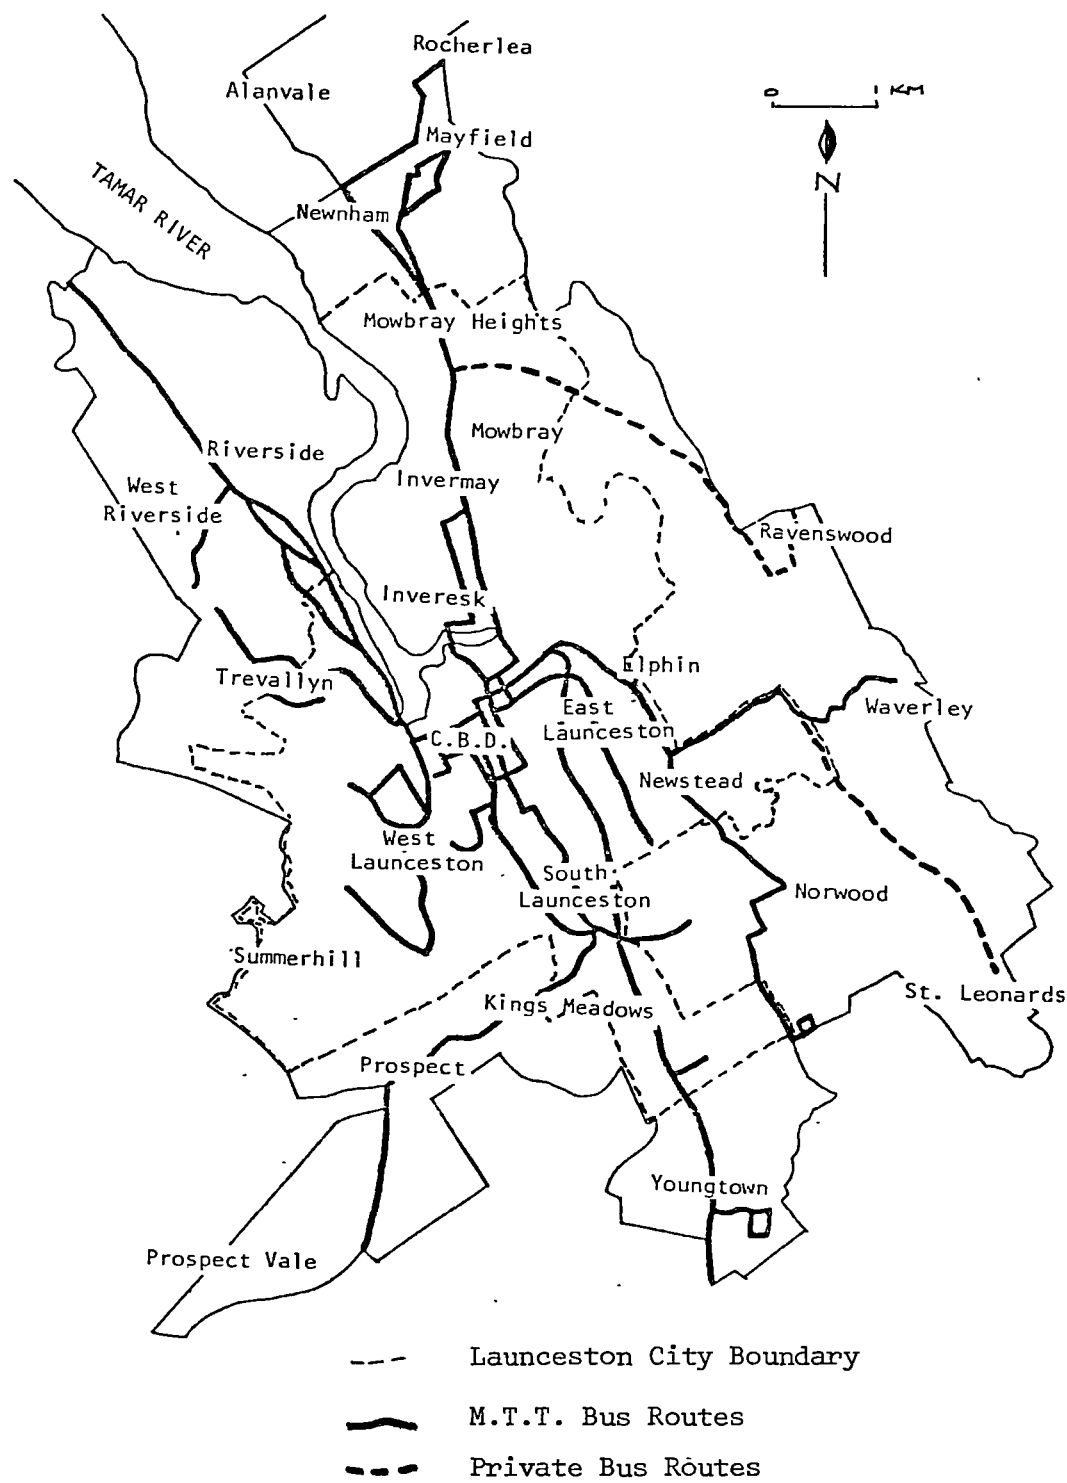 Rocherlea
Alanvale
0 1 KM
Mayfield
TAMAR RIVER
N
Newnham
Mowbray Heights
Mowbray
Riverside
Invermay
West
Riverside
Ravenswood
Inveresk
Elphin
Trevallyn
East
Launceston
Waverley
C.B.D.
Newstead
West
Launceston
South
Launceston
Norwood
Summerhill
St. Leonards
Kings Meadows
Prospect
Youngtown
Prospect Vale
Launceston City Boundary
M.T.T. Bus Routes
Private Bus Routes